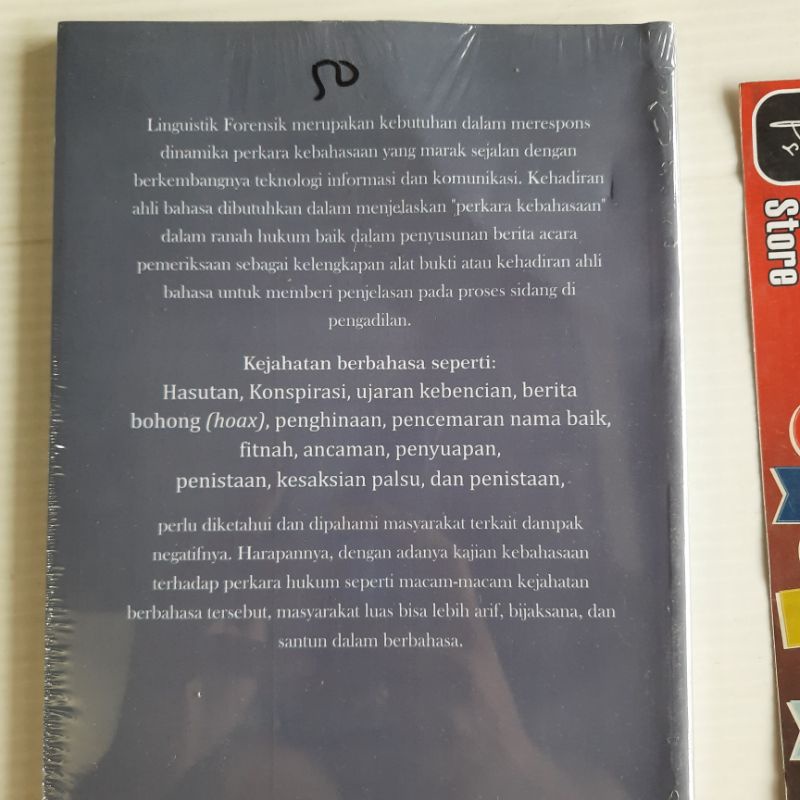 Linguistik Forensik merupakan kebutuhan dalam merespons
dinamika perkara kebahasaan yang marak sejalan dengan
berkembangnya teknologi informasi dan komunikasi. Kehadiran
ahli bahasa dibutuhkan dalam menjelaskan "perkara kebahasaan"
dalam ranah hukum baik dalam penyusunan berita acara
pemeriksaan sebagai kelengkapan alat bukti atau kehadiran ahli
bahasa untuk memberi penjelasan pada proses sidang di
pengadilan.
Kejahatan berbahasa seperti:
Hasutan, Konspirasi, ujaran kebencian, berita
bohong (hoax), penghinaan, pencemaran nama baik,
fitnah, ancaman, penyuapan,
penistaan, kesaksian palsu, dan penistaan,
perlu diketahui dan dipahami masyarakat terkait dampak
negatifnya. Harapannya, dengan adanya kajian kebahasaan
terhadap perkara hukum seperti macam-macam kejahatan
berbahasa tersebut, masyarakat luas bisa lebih arif, bijaksana, dan
santun dalam berbahasa.
Store